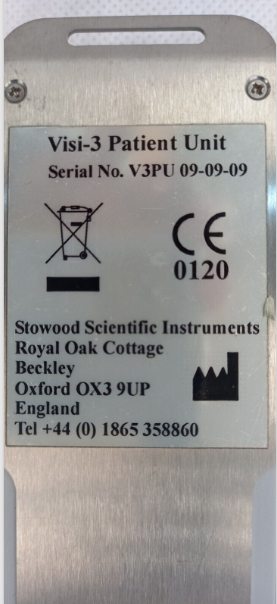 Visi-3 Patient Unit
Serial No. V3PU 09-09-09
CE
0120
Stowood Scientific Instruments
Royal Oak Cottage
Beckley
Oxford OX3 9UP
England
Tel +44 (0) 1865 358860